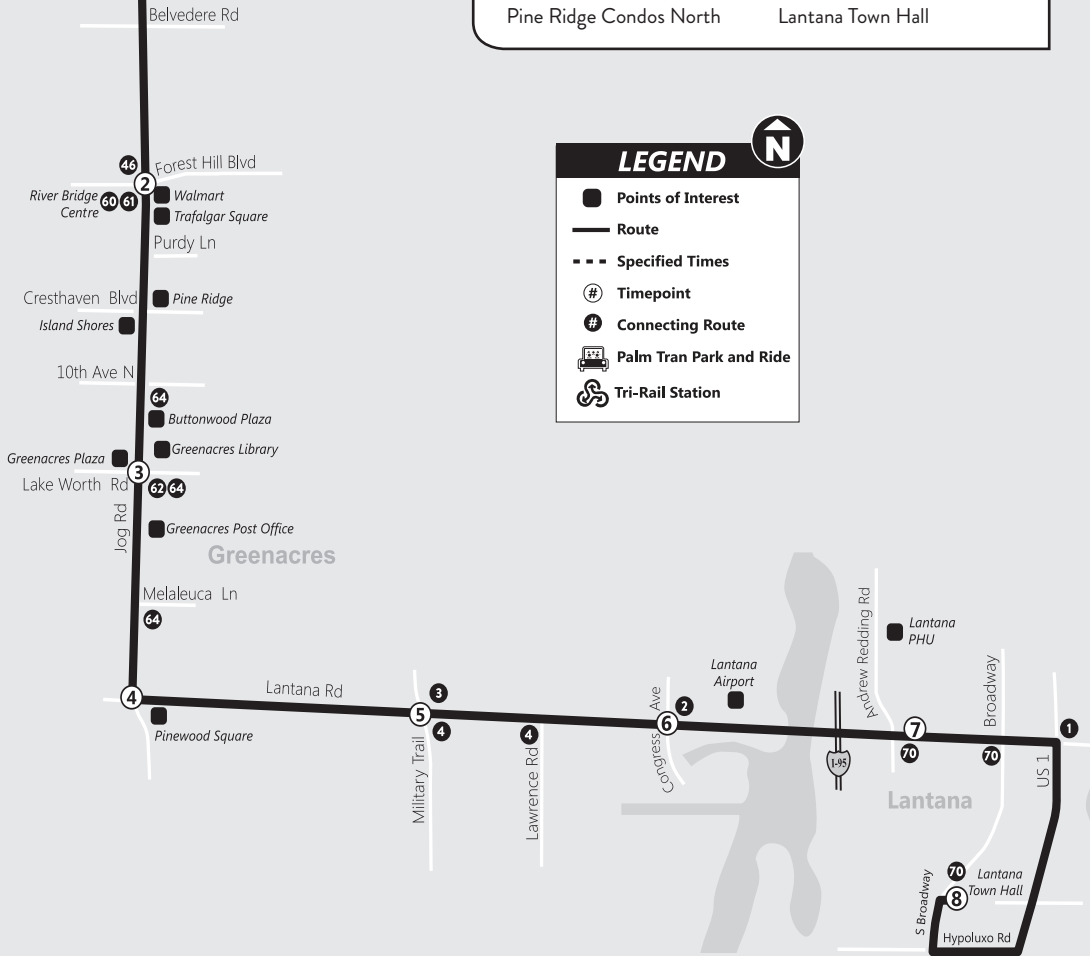 Belvedere Rd
Pine Ridge Condos North
Lantana Town Hall
N
LEGEND
Points of Interest
Route
Specified Times
# Timepoint
# Connecting Route
Palm Tran Park and Ride
Tri-Rail Station
46
Forest Hill Blvd
2
River Bridge
Centre
60 61
Walmart
Trafalgar Square
Purdy Ln
Cresthaven Blvd
Pine Ridge
Island Shores
10th Ave N
64
Buttonwood Plaza
Greenacres Library
Greenacres Plaza
3
Lake Worth Rd
62 64
Jog Rd
Greenacres Post Office
Greenacres
Melaleuca Ln
64
4
Lantana Rd
Pinewood Square
3
5
4
Military Trail
4
Lawrence Rd
Congress Ave
2
6
Lantana
Airport
I-95
Andrew Redding Rd
Lantana
PHU
7
70
Broadway
70
1
US 1
Lantana
70
Lantana
Town Hall
8
S Broadway
Hypoluxo Rd